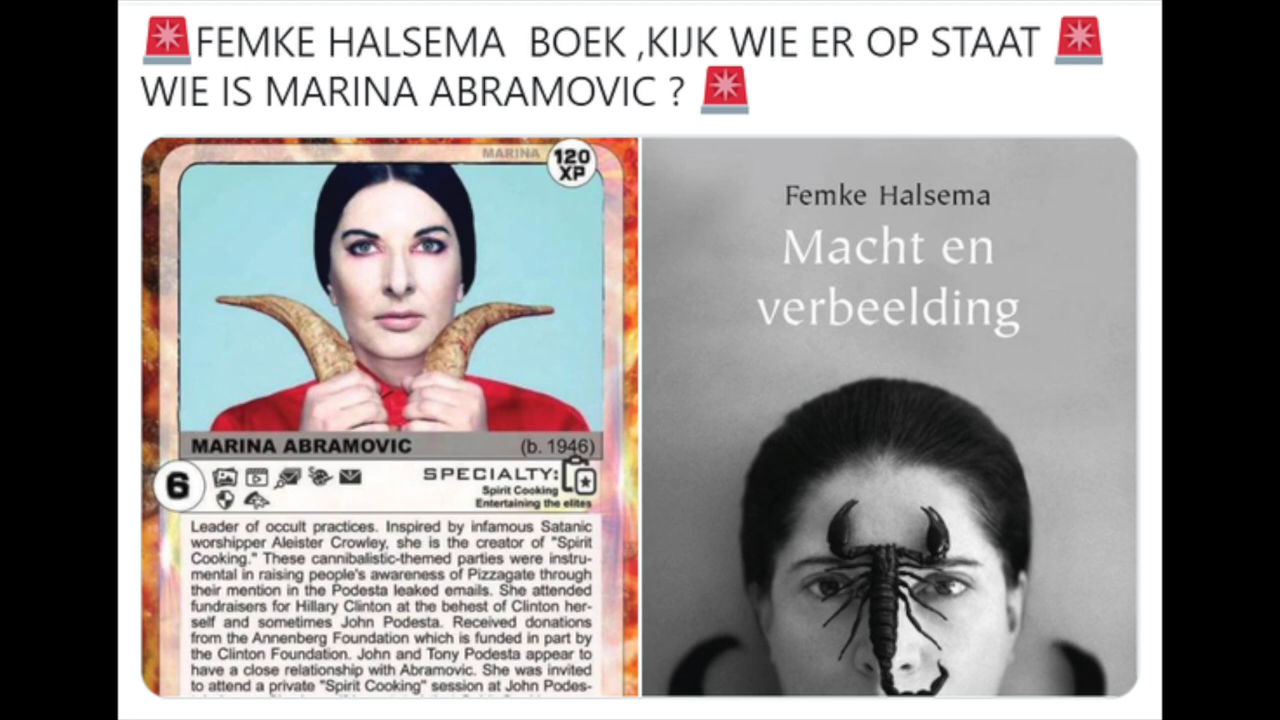 🚨FEMKE HALSEMA BOEK ,KIJK WIE ER OP STAAT 🚨
WIE IS MARINA ABRAMOVIC ? 🚨
MARINA
120
XP
MARINA ABRAMOVIC (b. 1946)
6
SPECIALTY:
Spirit Cooking
Entertaining the elites
Leader of occult practices. Inspired by infamous Satanic
worshipper Aleister Crowley, she is the creator of "Spirit
Cooking." These cannibalistic-themed parties were instru-
mental in raising people's awareness of Pizzagate through
their mention in the Podesta leaked emails. She attended
fundraisers for Hillary Clinton at the behest of Clinton her-
self and sometimes John Podesta. Received donations
from the Annenberg Foundation which is funded in part by
the Clinton Foundation. John and Tony Podesta appear to
have a close relationship with Abramovic. She was invited
to attend a private "Spirit Cooking" session at John Podes-
Femke Halsema
Macht en
verbeelding